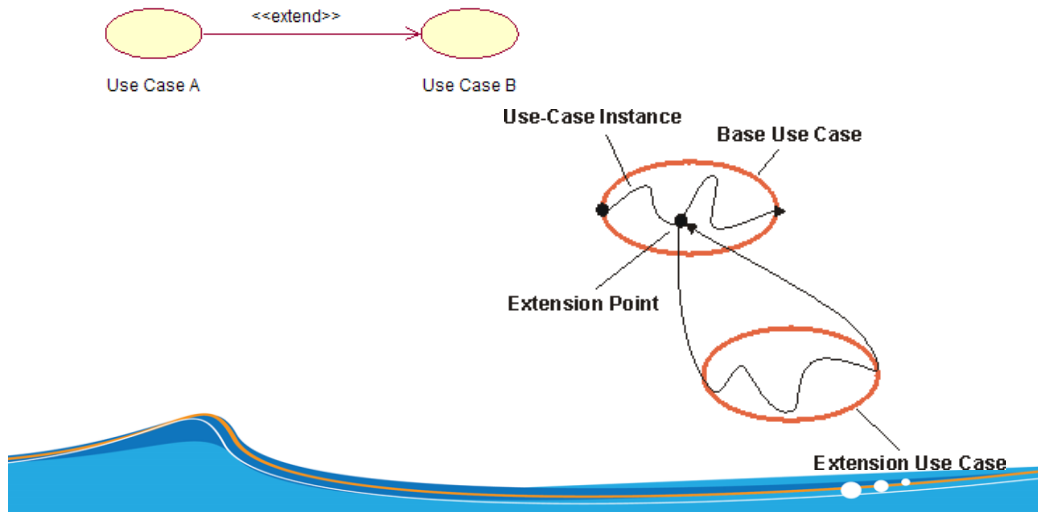 <<extend>>
Use Case A
Use Case B
Use-Case Instance
Base Use Case
Extension Point
Extension Use Case